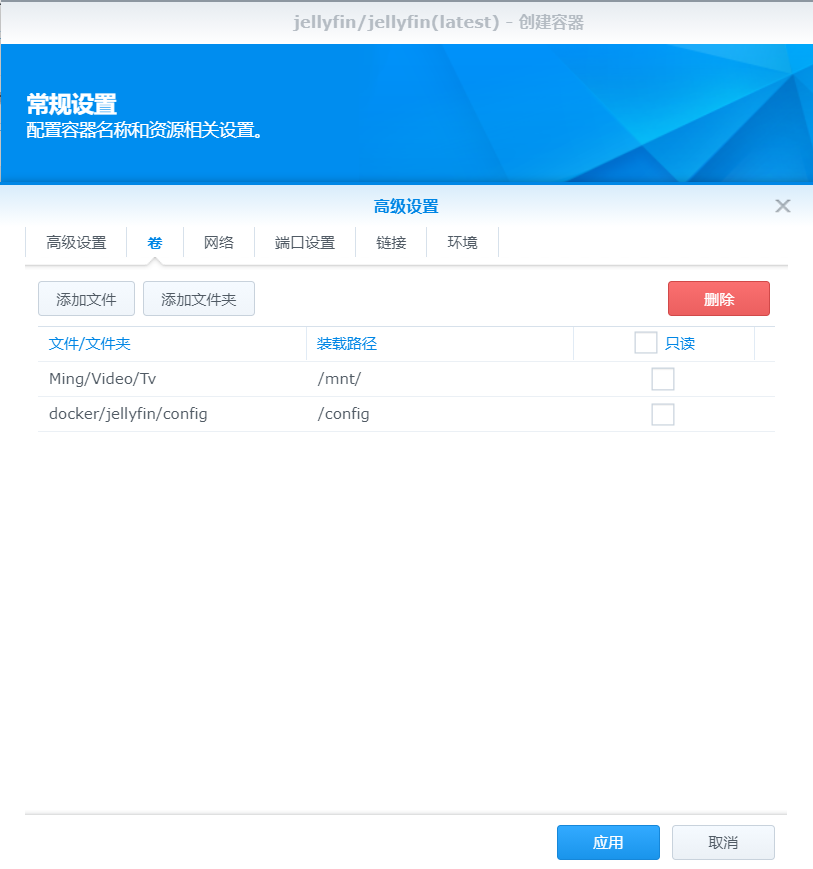 jellyfin/jellyfin(latest) - 创建容器
常规设置
配置容器名称和资源相关设置。
高级设置
高级设置 卷 网络 端口设置 链接 环境
添加文件 添加文件夹 删除
文件/文件夹 装载路径 只读
Ming/Video/Tv /mnt/
docker/jellyfin/config /config
应用 取消